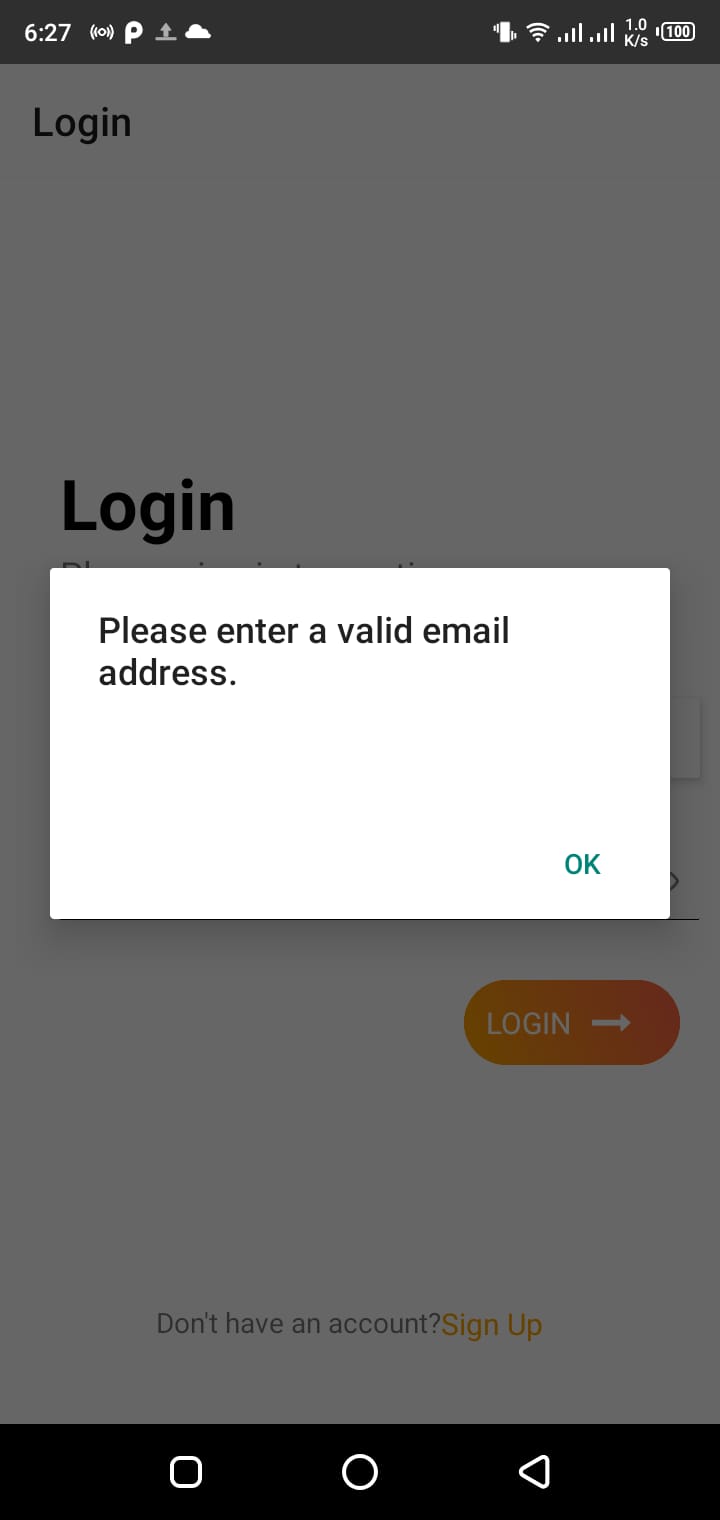 6:27
1.0
K/s
100
Login
Login
Please enter a valid email
address.
OK
LOGIN
Don't have an account?Sign Up